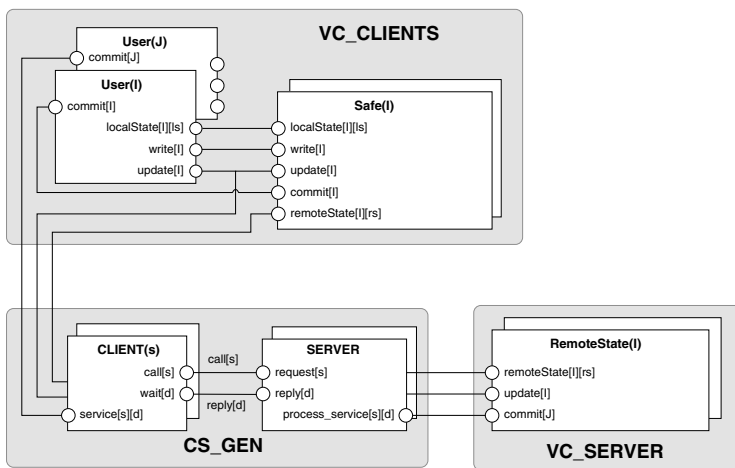 VC_CLIENTS
User(J)
commit[J]
User(I)
commit[I]
localState[I][ls]
write[I]
update[I]
Safe(I)
localState[I][ls]
write[I]
update[I]
commit[I]
remoteState[I][rs]
CLIENT(s)
call[s]
wait[d]
service[s][d]
call[s]
reply[d]
SERVER
request[s]
reply[d]
process_service[s][d]
CS_GEN
RemoteState(I)
remoteState[I][rs]
update[I]
commit[J]
VC_SERVER